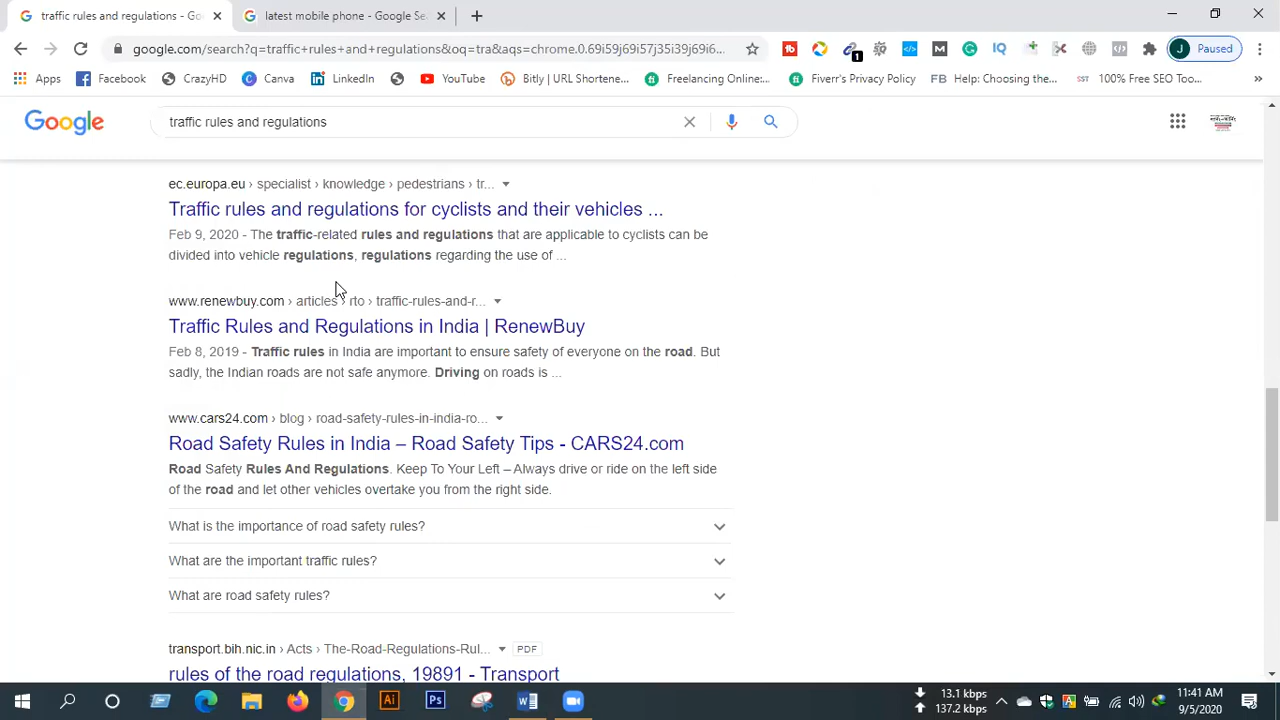 traffic rules and regulations - Go
latest mobile phone - Google Se
google.com/search?q=traffic+rules+and+regulations&oq=tra&aqs=chrome.0.69i59j69i57j35i39j69i6...
J Paused
Apps
Facebook
CrazyHD
Canva
LinkedIn
YouTube
Bitly | URL Shortene...
Freelancing Online:...
Fiverr's Privacy Policy
FB Help: Choosing the...
SST 100% Free SEO Too...
Google
traffic rules and regulations
ec.europa.eu › specialist › knowledge › pedestrians › tr...
Traffic rules and regulations for cyclists and their vehicles ...
Feb 9, 2020 - The traffic-related rules and regulations that are applicable to cyclists can be
divided into vehicle regulations, regulations regarding the use of ...
www.renewbuy.com › articles › rto › traffic-rules-and-r...
Traffic Rules and Regulations in India | RenewBuy
Feb 8, 2019 - Traffic rules in India are important to ensure safety of everyone on the road. But
sadly, the Indian roads are not safe anymore. Driving on roads is ...
www.cars24.com › blog › road-safety-rules-in-india-ro...
Road Safety Rules in India – Road Safety Tips - CARS24.com
Road Safety Rules And Regulations. Keep To Your Left – Always drive or ride on the left side
of the road and let other vehicles overtake you from the right side.
What is the importance of road safety rules?
What are the important traffic rules?
What are road safety rules?
transport.bih.nic.in › Acts › The-Road-Regulations-Rul... PDF
rules of the road regulations, 19891 - Transport
13.1 kbps
137.2 kbps
11:41 AM
9/5/2020